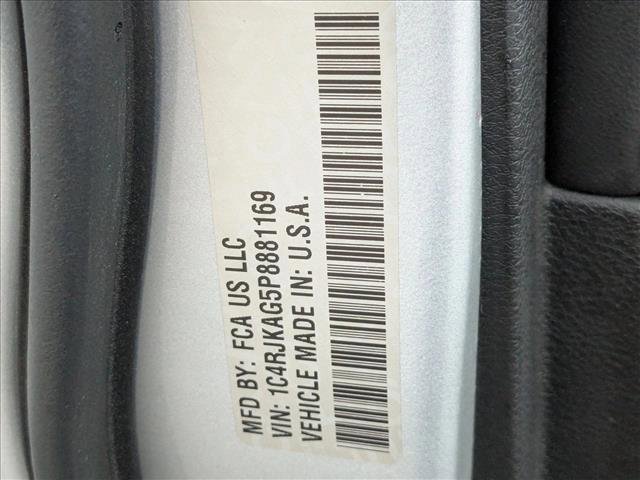 MFD BY: FCA US LLC
VIN: 1C4RJKAG5P8881169
VEHICLE MADE IN: U.S.A.